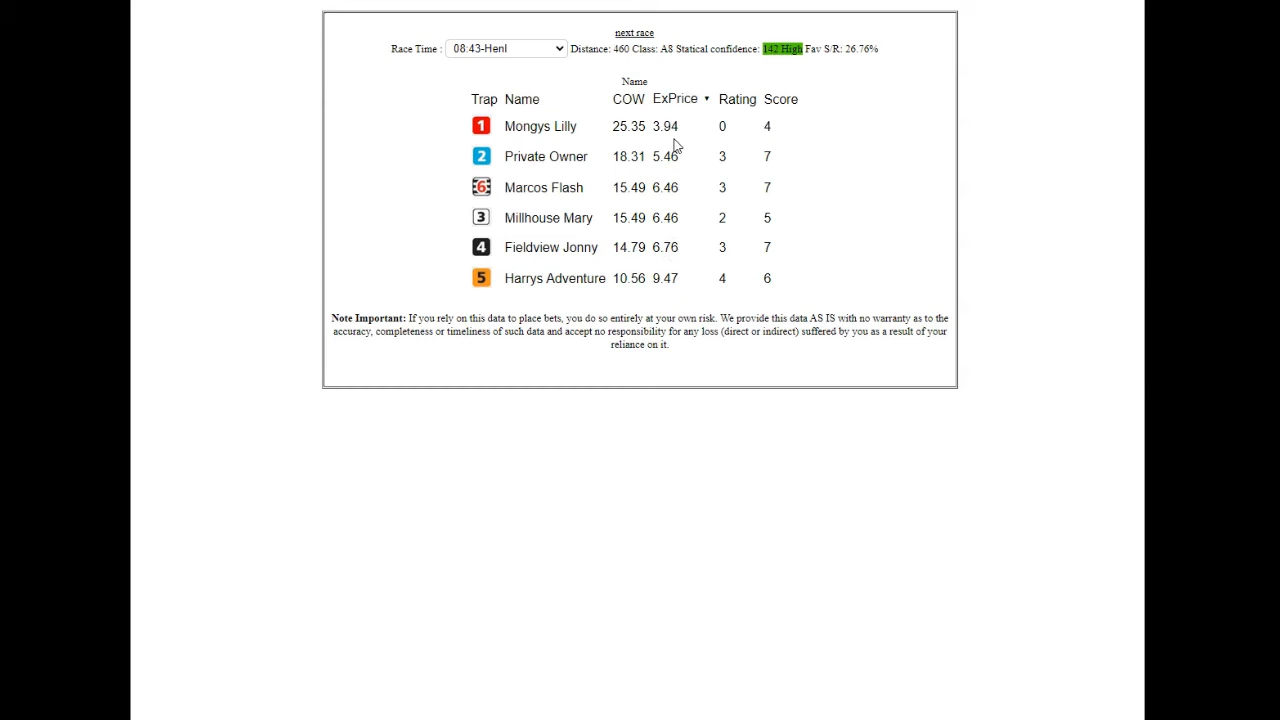 next race
Race Time : 08:43-Henl Distance: 460 Class: A8 Statical confidence: 142 High Fav S/R: 26.76%
Name
Trap Name COW ExPrice ▼ Rating Score
1 Mongys Lilly 25.35 3.94 0 4
2 Private Owner 18.31 5.46 3 7
6 Marcos Flash 15.49 6.46 3 7
3 Millhouse Mary 15.49 6.46 2 5
4 Fieldview Jonny 14.79 6.76 3 7
5 Harrys Adventure 10.56 9.47 4 6
Note Important: If you rely on this data to place bets, you do so entirely at your own risk. We provide this data AS IS with no warranty as to the
accuracy, completeness or timeliness of such data and accept no responsibility for any loss (direct or indirect) suffered by you as a result of your
reliance on it.